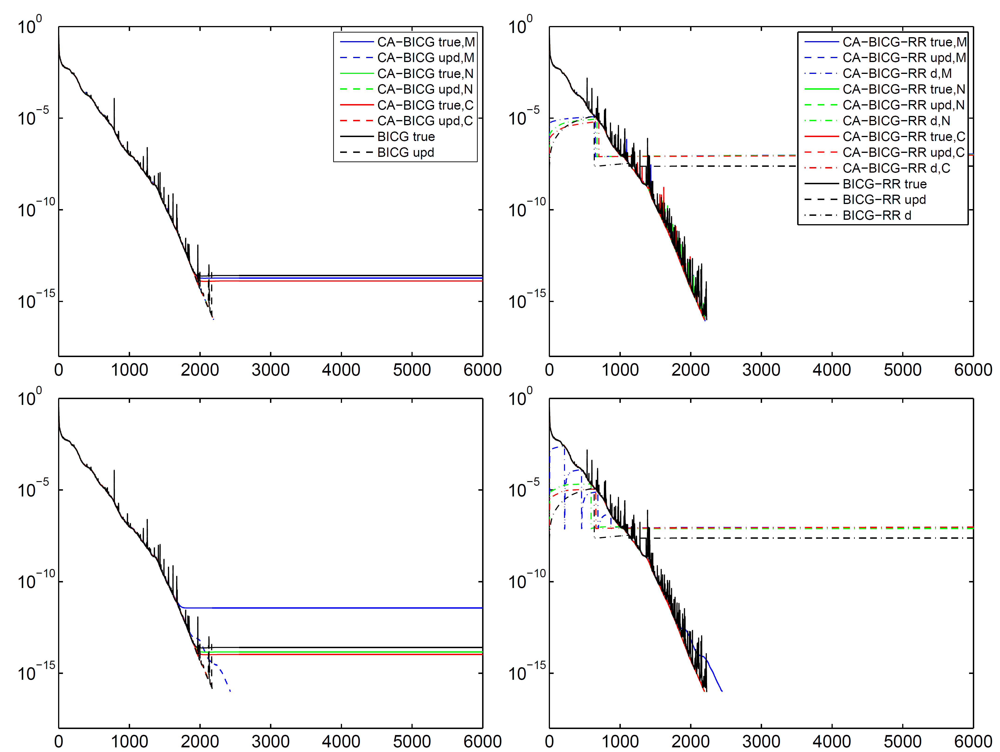 10^0
10^−5
10^−10
10^−15
0 1000 2000 3000 4000 5000 6000
CA−BICG true,M
CA−BICG upd,M
CA−BICG true,N
CA−BICG upd,N
CA−BICG true,C
CA−BICG upd,C
BICG true
BICG upd
10^0
10^−5
10^−10
10^−15
0 1000 2000 3000 4000 5000 6000
CA−BICG−RR true,M
CA−BICG−RR upd,M
CA−BICG−RR d,M
CA−BICG−RR true,N
CA−BICG−RR upd,N
CA−BICG−RR d,N
CA−BICG−RR true,C
CA−BICG−RR upd,C
CA−BICG−RR d,C
BICG−RR true
BICG−RR upd
BICG−RR d
10^0
10^−5
10^−10
10^−15
0 1000 2000 3000 4000 5000 6000
10^0
10^−5
10^−10
10^−15
0 1000 2000 3000 4000 5000 6000